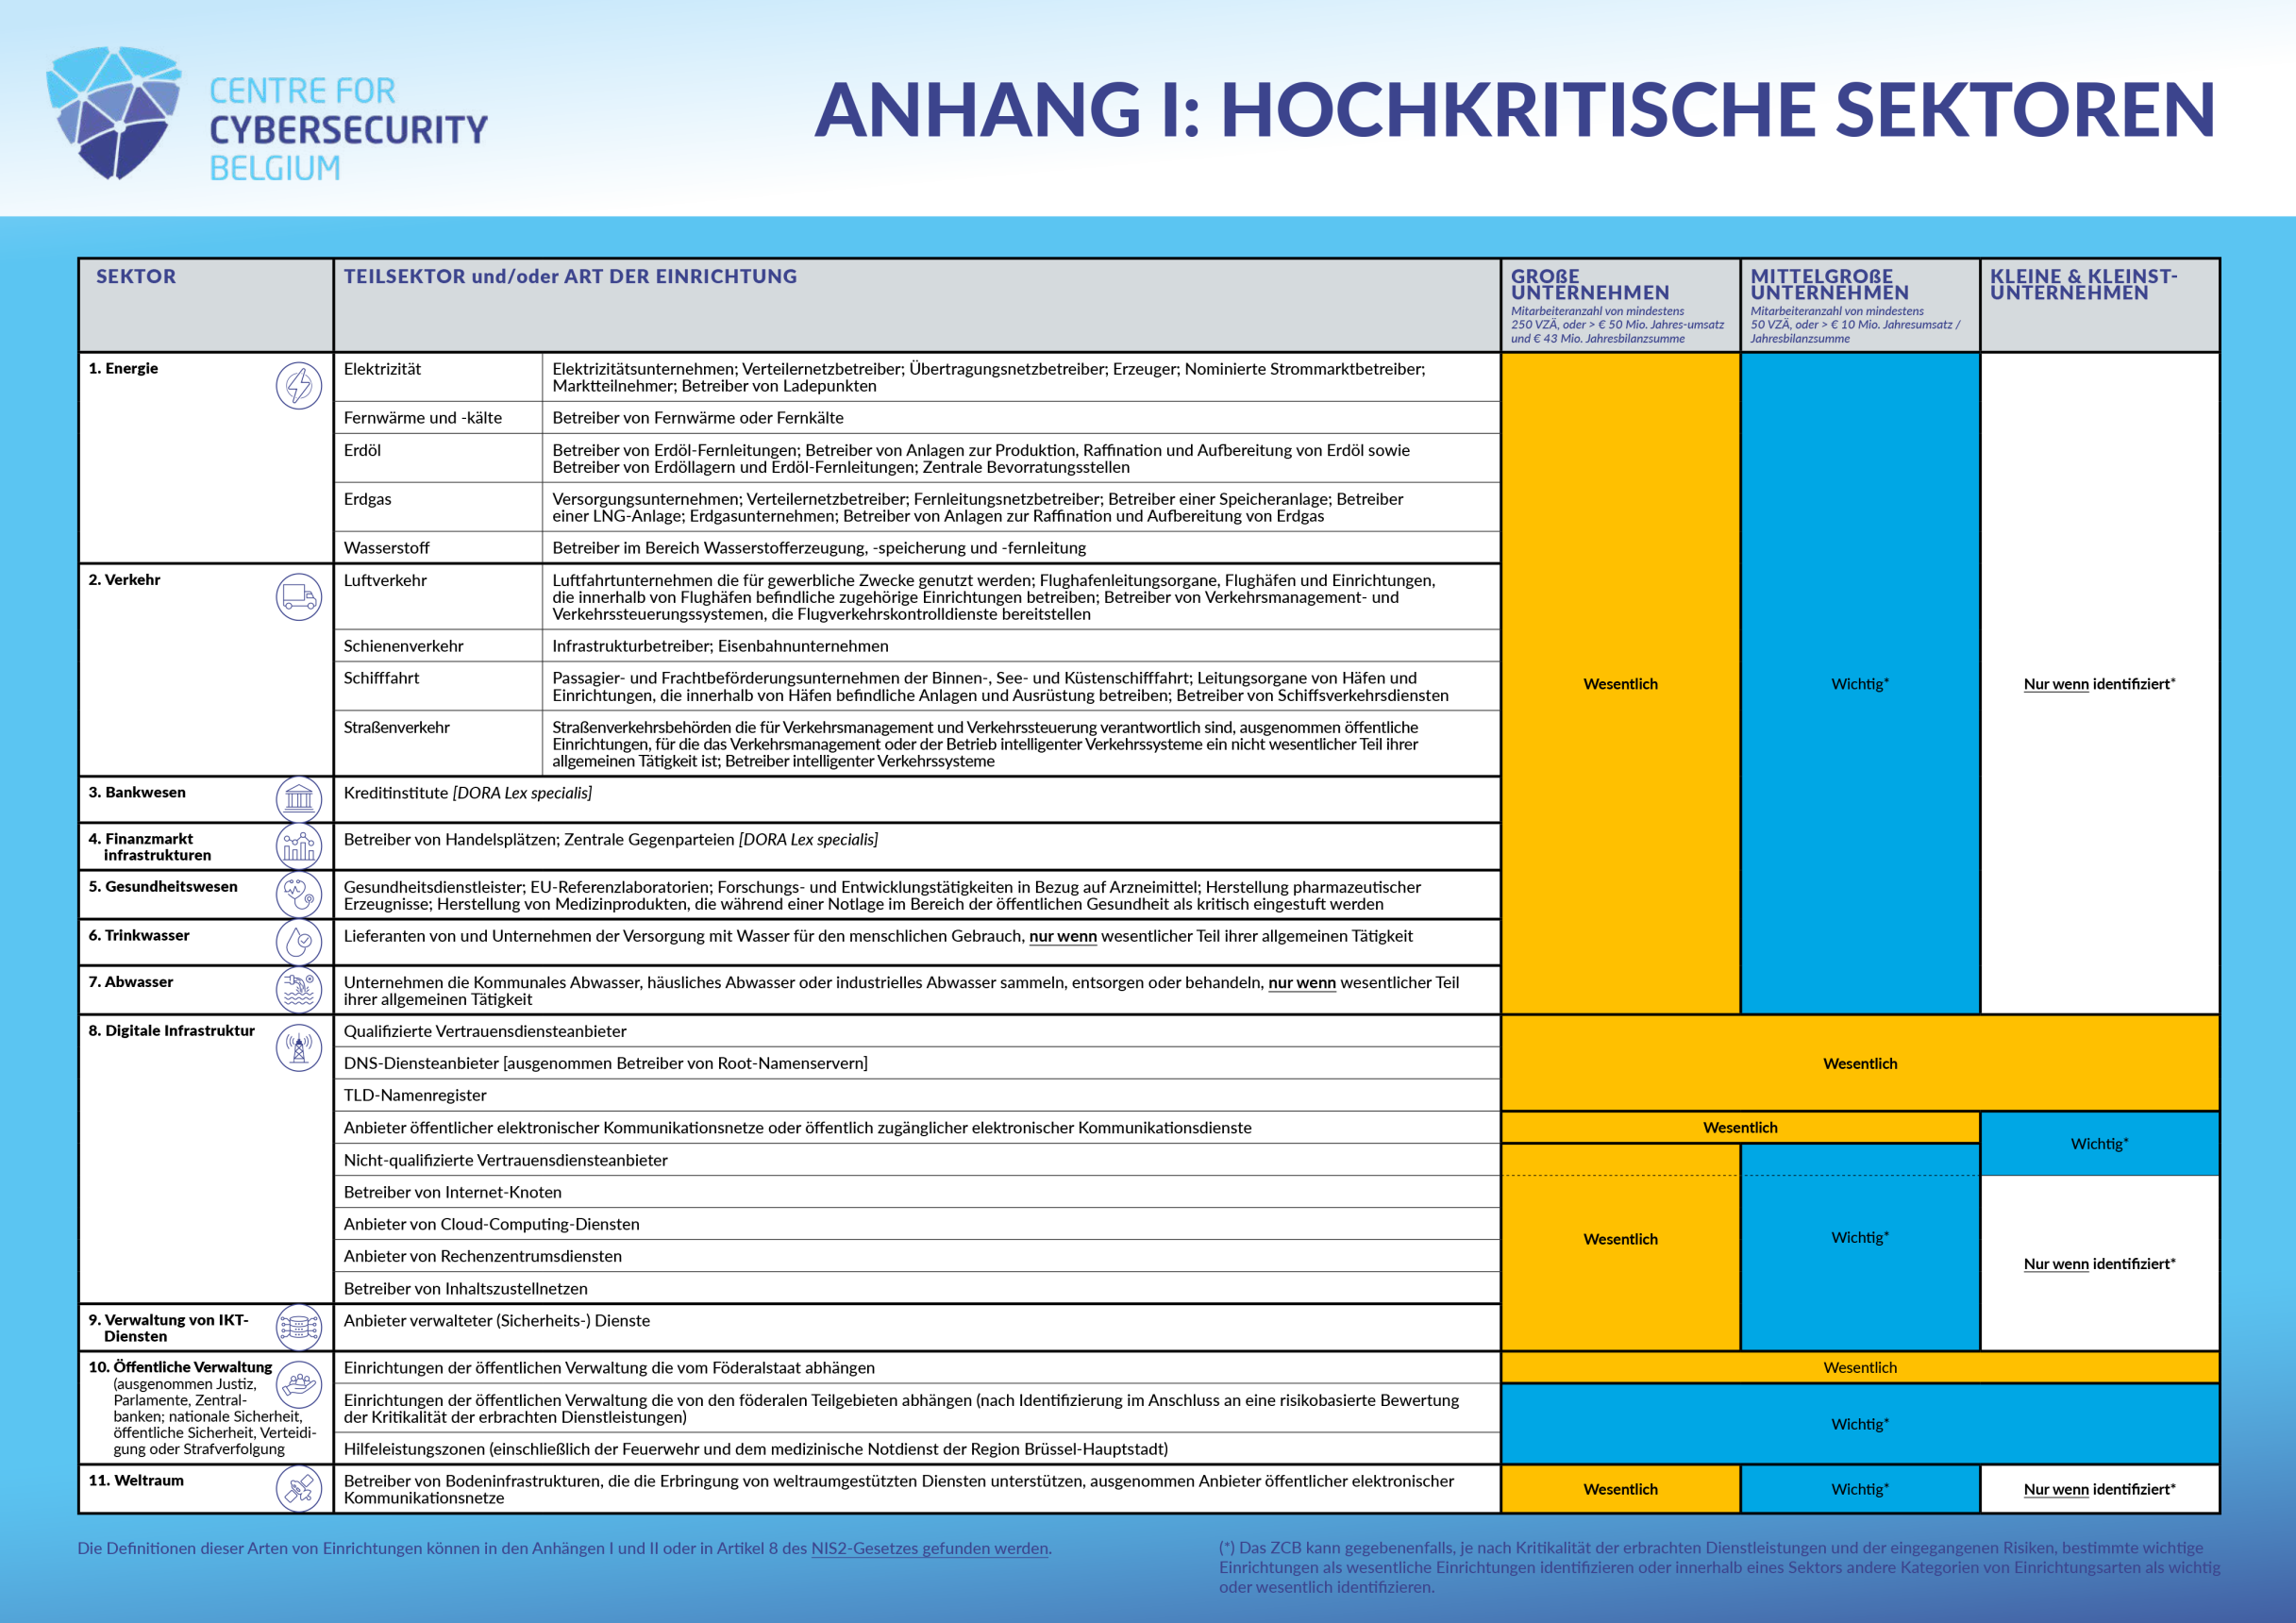 CENTRE FOR
CYBERSECURITY
BELGIUM
ANHANG I: HOCHKRITISCHE SEKTOREN
SEKTOR
TEILSEKTOR und/oder ART DER EINRICHTUNG
GROßE
UNTERNEHMEN
Mitarbeiteranzahl von mindestens
250 VZÄ, oder > € 50 Mio. Jahres-umsatz
und € 43 Mio. Jahresbilanzsumme
MITTELGROßE
UNTERNEHMEN
Mitarbeiteranzahl von mindestens
50 VZÄ, oder > € 10 Mio. Jahresumsatz /
Jahresbilanzsumme
KLEINE & KLEINST-
UNTERNEHMEN
1. Energie
Elektrizität
Elektrizitätsunternehmen; Verteilernetzbetreiber; Übertragungsnetzbetreiber; Erzeuger; Nominierte Strommarktbetreiber;
Marktteilnehmer; Betreiber von Ladepunkten
Fernwärme und -kälte
Betreiber von Fernwärme oder Fernkälte
Erdöl
Betreiber von Erdöl-Fernleitungen; Betreiber von Anlagen zur Produktion, Raffination und Aufbereitung von Erdöl sowie
Betreiber von Erdöllagern und Erdöl-Fernleitungen; Zentrale Bevorratungsstellen
Erdgas
Versorgungsunternehmen; Verteilernetzbetreiber; Fernleitungsnetzbetreiber; Betreiber einer Speicheranlage; Betreiber
einer LNG-Anlage; Erdgasunternehmen; Betreiber von Anlagen zur Raffination und Aufbereitung von Erdgas
Wasserstoff
Betreiber im Bereich Wasserstofferzeugung, -speicherung und -fernleitung
2. Verkehr
Luftverkehr
Luftfahrtunternehmen die für gewerbliche Zwecke genutzt werden; Flughafenleitungsorgane, Flughäfen und Einrichtungen,
die innerhalb von Flughäfen befindliche zugehörige Einrichtungen betreiben; Betreiber von Verkehrsmanagement- und
Verkehrssteuerungssystemen, die Flugverkehrskontrolldienste bereitstellen
Schienenverkehr
Infrastrukturbetreiber; Eisenbahnunternehmen
Schifffahrt
Passagier- und Frachtbeförderungsunternehmen der Binnen-, See- und Küstenschifffahrt; Leitungsorgane von Häfen und
Einrichtungen, die innerhalb von Häfen befindliche Anlagen und Ausrüstung betreiben; Betreiber von Schiffsverkehrsdiensten
Straßenverkehr
Straßenverkehrsbehörden die für Verkehrsmanagement und Verkehrssteuerung verantwortlich sind, ausgenommen öffentliche
Einrichtungen, für die das Verkehrsmanagement oder der Betrieb intelligenter Verkehrssysteme ein nicht wesentlicher Teil ihrer
allgemeinen Tätigkeit ist; Betreiber intelligenter Verkehrssysteme
Wesentlich
Wichtig*
Nur wenn identifiziert*
3. Bankwesen
Kreditinstitute [DORA Lex specialis]
4. Finanzmarkt
infrastrukturen
Betreiber von Handelsplätzen; Zentrale Gegenparteien [DORA Lex specialis]
5. Gesundheitswesen
Gesundheitsdienstleister; EU-Referenzlaboratorien; Forschungs- und Entwicklungstätigkeiten in Bezug auf Arzneimittel; Herstellung pharmazeutischer
Erzeugnisse; Herstellung von Medizinprodukten, die während einer Notlage im Bereich der öffentlichen Gesundheit als kritisch eingestuft werden
6. Trinkwasser
Lieferanten von und Unternehmen der Versorgung mit Wasser für den menschlichen Gebrauch, nur wenn wesentlicher Teil ihrer allgemeinen Tätigkeit
7. Abwasser
Unternehmen die Kommunales Abwasser, häusliches Abwasser oder industrielles Abwasser sammeln, entsorgen oder behandeln, nur wenn wesentlicher Teil
ihrer allgemeinen Tätigkeit
8. Digitale Infrastruktur
Qualifizierte Vertrauensdiensteanbieter
DNS-Diensteanbieter [ausgenommen Betreiber von Root-Namenservern]
Wesentlich
TLD-Namenregister
Anbieter öffentlicher elektronischer Kommunikationsnetze oder öffentlich zugänglicher elektronischer Kommunikationsdienste
Wesentlich
Wichtig*
Nicht-qualifizierte Vertrauensdiensteanbieter
Betreiber von Internet-Knoten
Anbieter von Cloud-Computing-Diensten
Wesentlich
Wichtig*
Nur wenn identifiziert*
Anbieter von Rechenzentrumsdiensten
Betreiber von Inhaltszustellnetzen
9. Verwaltung von IKT-
Diensten
Anbieter verwalteter (Sicherheits-) Dienste
10. Öffentliche Verwaltung
(ausgenommen Justiz,
Parlamente, Zentral-
banken; nationale Sicherheit,
öffentliche Sicherheit, Verteidi-
gung oder Strafverfolgung
Einrichtungen der öffentlichen Verwaltung die vom Föderalstaat abhängen
Wesentlich
Einrichtungen der öffentlichen Verwaltung die von den föderalen Teilgebieten abhängen (nach Identifizierung im Anschluss an eine risikobasierte Bewertung
der Kritikalität der erbrachten Dienstleistungen)
Wichtig*
Hilfeleistungszonen (einschließlich der Feuerwehr und dem medizinische Notdienst der Region Brüssel-Hauptstadt)
11. Weltraum
Betreiber von Bodeninfrastrukturen, die die Erbringung von weltraumgestützten Diensten unterstützen, ausgenommen Anbieter öffentlicher elektronischer
Kommunikationsnetze
Wesentlich
Wichtig*
Nur wenn identifiziert*
Die Definitionen dieser Arten von Einrichtungen können in den Anhängen I und II oder in Artikel 8 des NIS2-Gesetzes gefunden werden.
(*) Das ZCB kann gegebenenfalls, je nach Kritikalität der erbrachten Dienstleistungen und der eingegangenen Risiken, bestimmte wichtige
Einrichtungen als wesentliche Einrichtungen identifizieren oder innerhalb eines Sektors andere Kategorien von Einrichtungsarten als wichtig
oder wesentlich identifizieren.